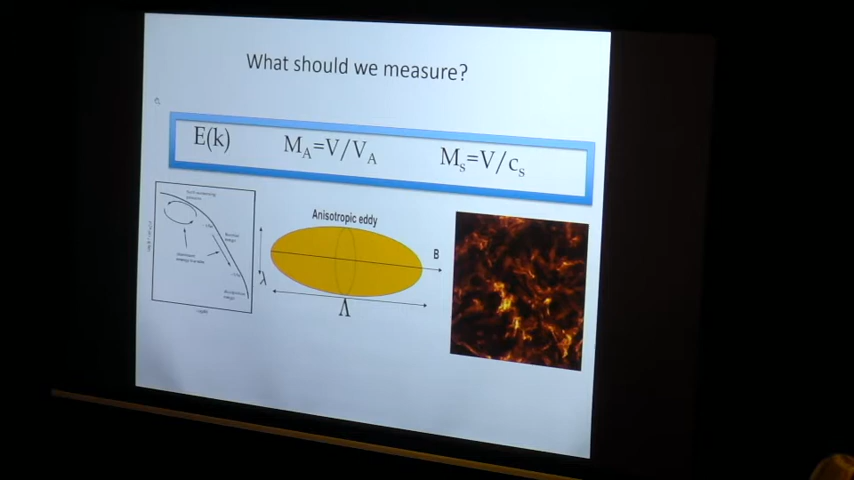 What should we measure?
E(k) M_A=V/V_A M_s=V/c_s
Anisotropic eddy
B
λ
Λ